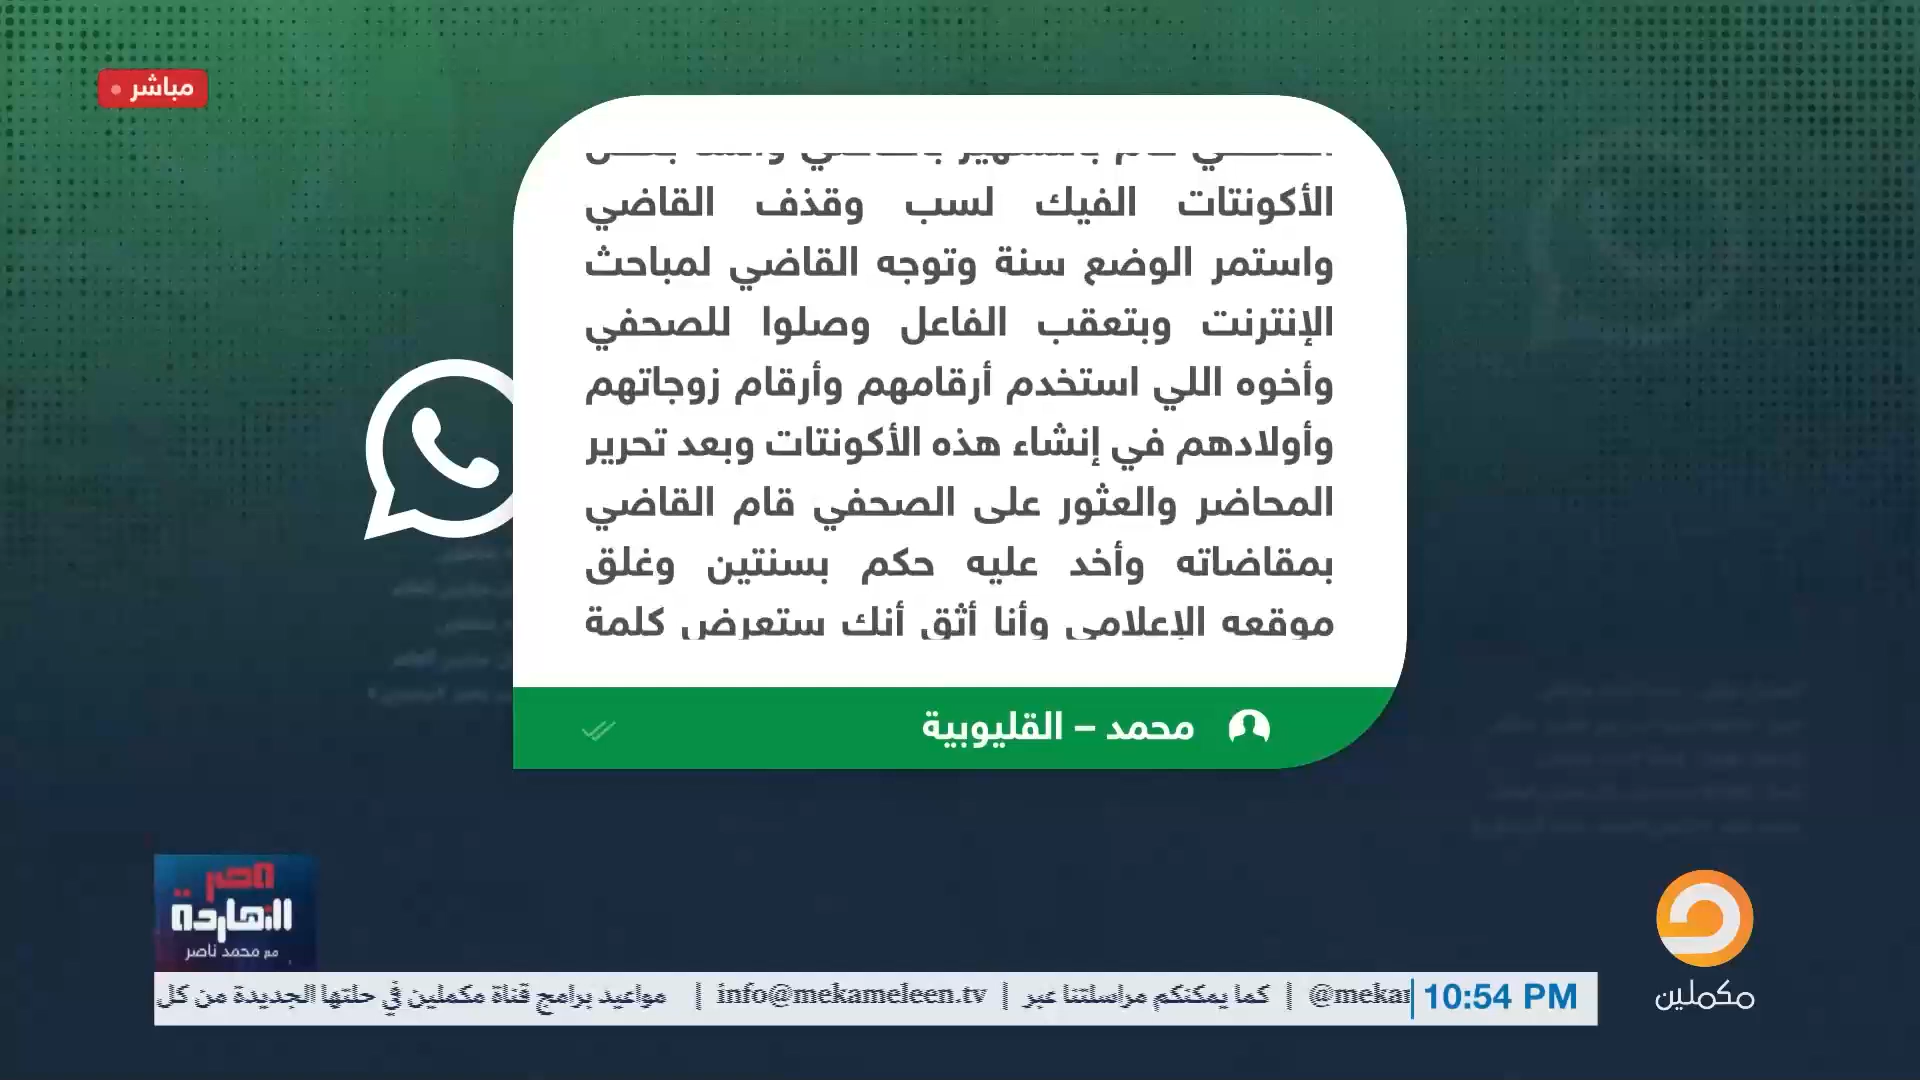 مباشر
الأكونتات الفيك لسب وقذف القاضي
واستمر الوضع سنة وتوجه القاضي لمباحث
الإنترنت وبتعقب الفاعل وصلوا للصحفي
وأخوه اللي استخدم أرقامهم وأرقام زوجاتهم
وأولادهم في إنشاء هذه الأكونتات وبعد تحرير
المحاضر والعثور على الصحفي قام القاضي
بمقاضاته وأخد عليه حكم بسنتين وغلق
موقعه الإعلامي وأنا أثق أنك ستعرض كلمة
محمد – القليوبية
مصر
النهاردة
مع محمد ناصر
مكملين
10:54 PM | @mekam | كما يمكنكم مراسلتنا عبر | info@mekameleen.tv | مواعيد برامج قناة مكملين في حلتها الجديدة من كل